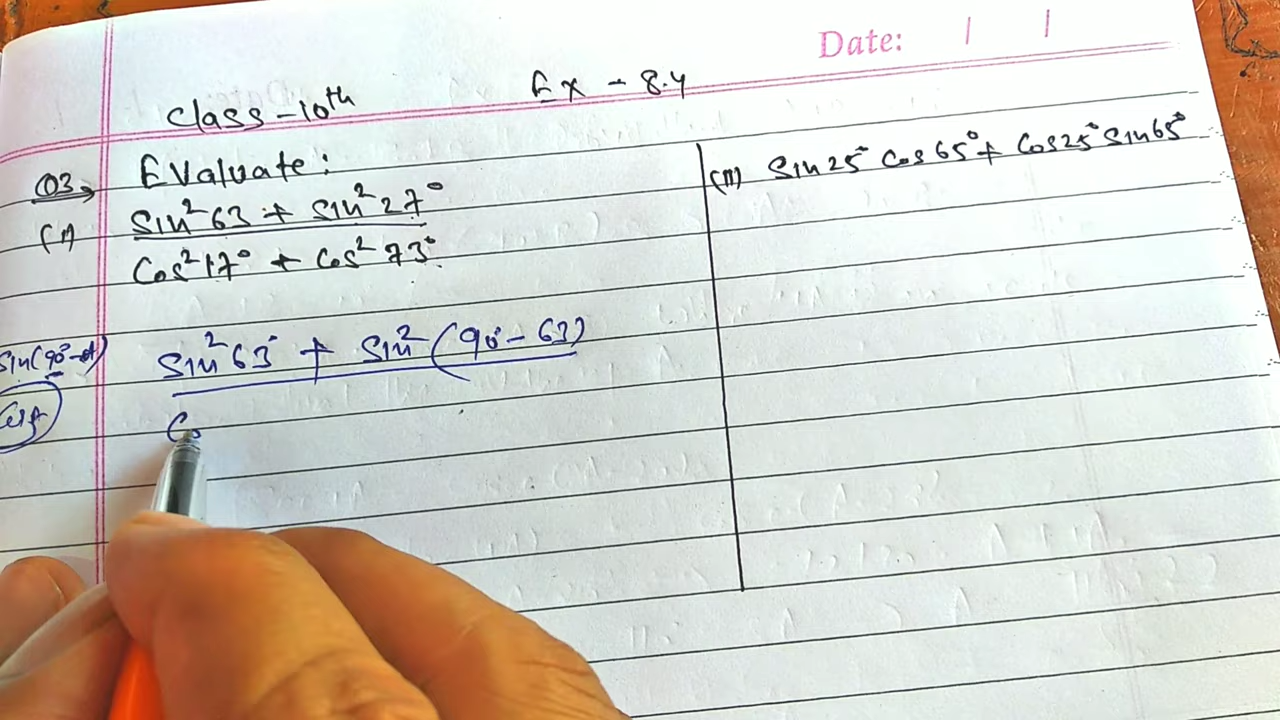 Date: / /
Class - 10th Ex - 8.4
Q3 → Evaluate:
(i) Sin²63 + Sin²27°
Cos²17° + Cos²73°
(ii) Sin25° Cos65° + Cos25° Sin65°
Sin²63° + Sin²(90° - 63)
Sin(90° - A)
Co